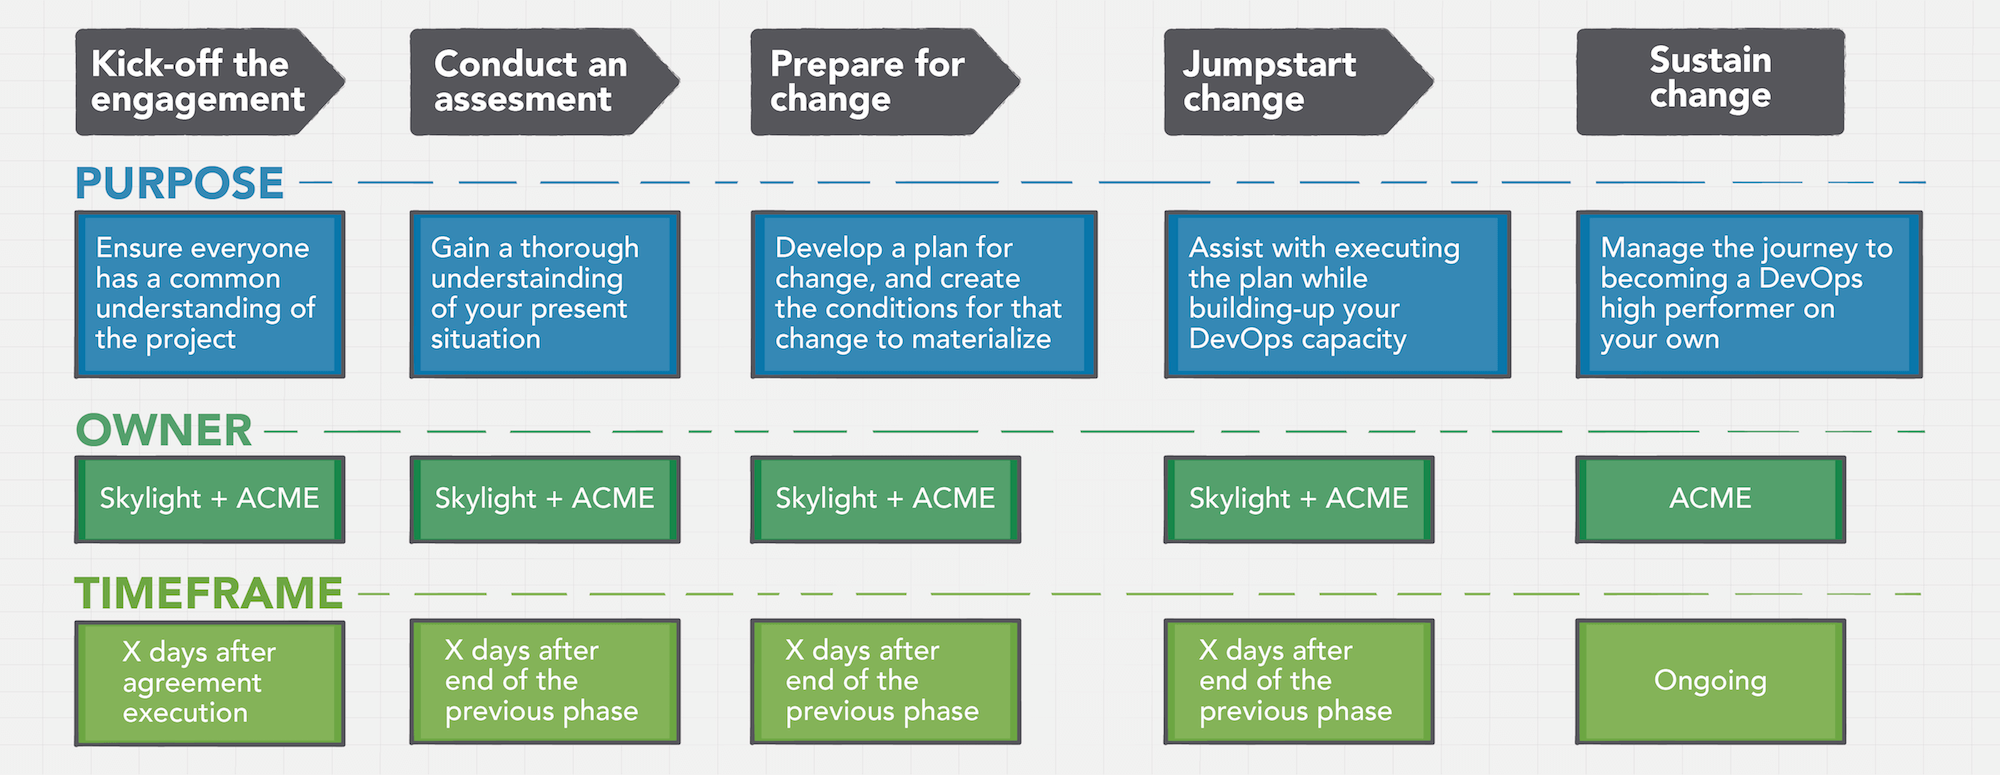 Kick-off the
engagement
Conduct an
assesment
Prepare for
change
Jumpstart
change
Sustain
change
PURPOSE
Ensure everyone
has a common
understanding of
the project
Gain a thorough
understainding
of your present
situation
Develop a plan for
change, and create
the conditions for that
change to materialize
Assist with executing
the plan while
building-up your
DevOps capacity
Manage the journey to
becoming a DevOps
high performer on
your own
OWNER
Skylight + ACME
Skylight + ACME
Skylight + ACME
Skylight + ACME
ACME
TIMEFRAME
X days after
agreement
execution
X days after
end of the
previous phase
X days after
end of the
previous phase
X days after
end of the
previous phase
Ongoing